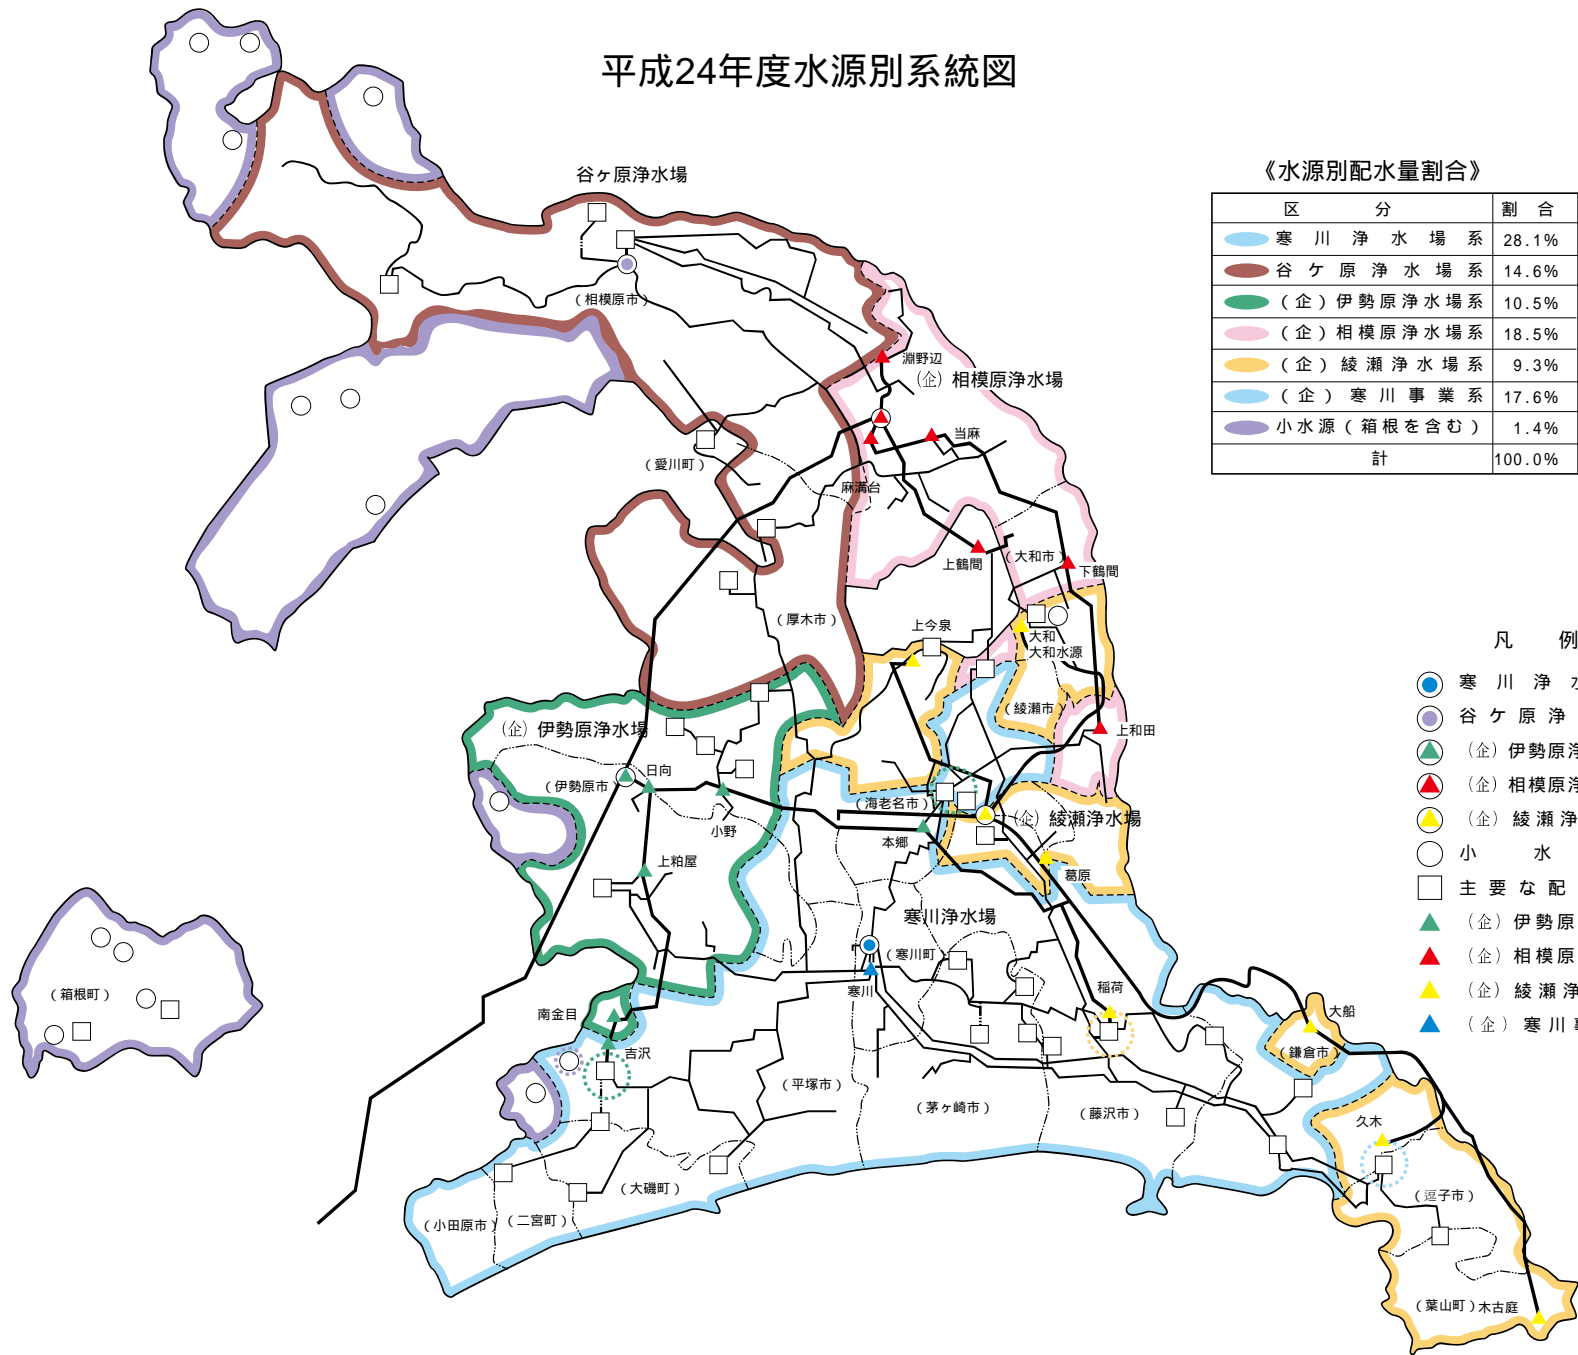 平成24年度水源別系統図
《水源別配水量割合》
区 分 割 合
寒川浄水場系 28.1%
谷ケ原浄水場系 14.6%
(企)伊勢原浄水場系 10.5%
(企)相模原浄水場系 18.5%
(企)綾瀬浄水場系 9.3%
(企)寒川事業系 17.6%
小水源(箱根を含む) 1.4%
計 100.0%
谷ヶ原浄水場
(相模原市)
淵野辺
(企)相模原浄水場
当麻
(愛川町)
麻溝台
上鶴間
(大和市)
下鶴間
(厚木市)
上今泉
大和
大和水源
(綾瀬市)
上和田
(企)伊勢原浄水場
日向
(伊勢原市)
小野
(海老名市)
(企)綾瀬浄水場
本郷
上粕屋
葛原
寒川浄水場
(寒川町)
寒川
稲荷
(箱根町)
南金目
吉沢
大船
(鎌倉市)
(平塚市)
(茅ヶ崎市)
(藤沢市)
久木
(大磯町)
(逗子市)
(小田原市)
(二宮町)
(葉山町)
木古庭
凡 例
寒川浄水
谷ケ原浄
(企)伊勢原浄
(企)相模原浄
(企)綾瀬浄
小 水
主要な配
(企)伊勢原
(企)相模原
(企)綾瀬浄
(企)寒川事